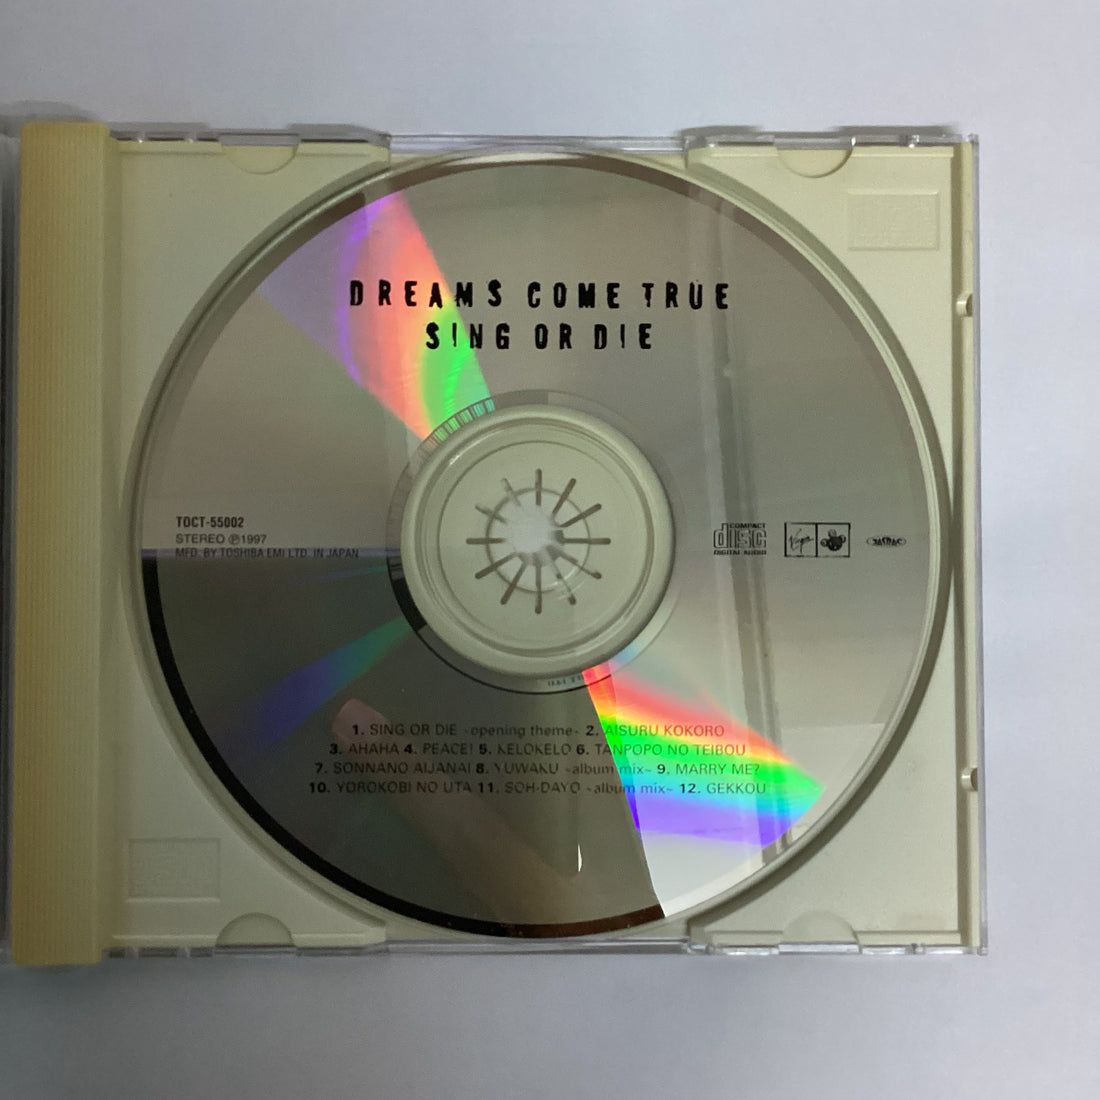 DREAMS COME TRUE
SING OR DIE
TOCT-55002
STEREO ℗1997
MFD. BY TOSHIBA EMI LTD. IN JAPAN
COMPACT
disc
DIGITAL AUDIO
Virgin
JASRAC
1. SING OR DIE ~opening theme~ 2. AISURU KOKORO
3. AHAHA 4. PEACE! 5. KELOKELO 6. TANPOPO NO TEIBOU
7. SONNANO AIJANAI 8. YUWAKU ~album mix~ 9. MARRY ME?
10. YOROKOBI NO UTA 11. SOH-DAYO ~album mix~ 12. GEKKOU